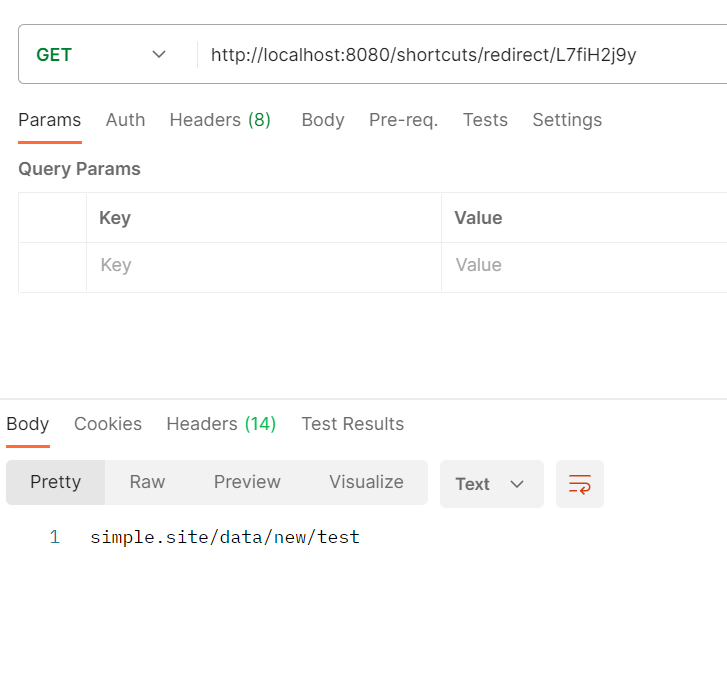 GET http://localhost:8080/shortcuts/redirect/L7fiH2j9y
Params Auth Headers (8) Body Pre-req. Tests Settings
Query Params
Key Value
Key Value
Body Cookies Headers (14) Test Results
Pretty Raw Preview Visualize Text
1 simple.site/data/new/test